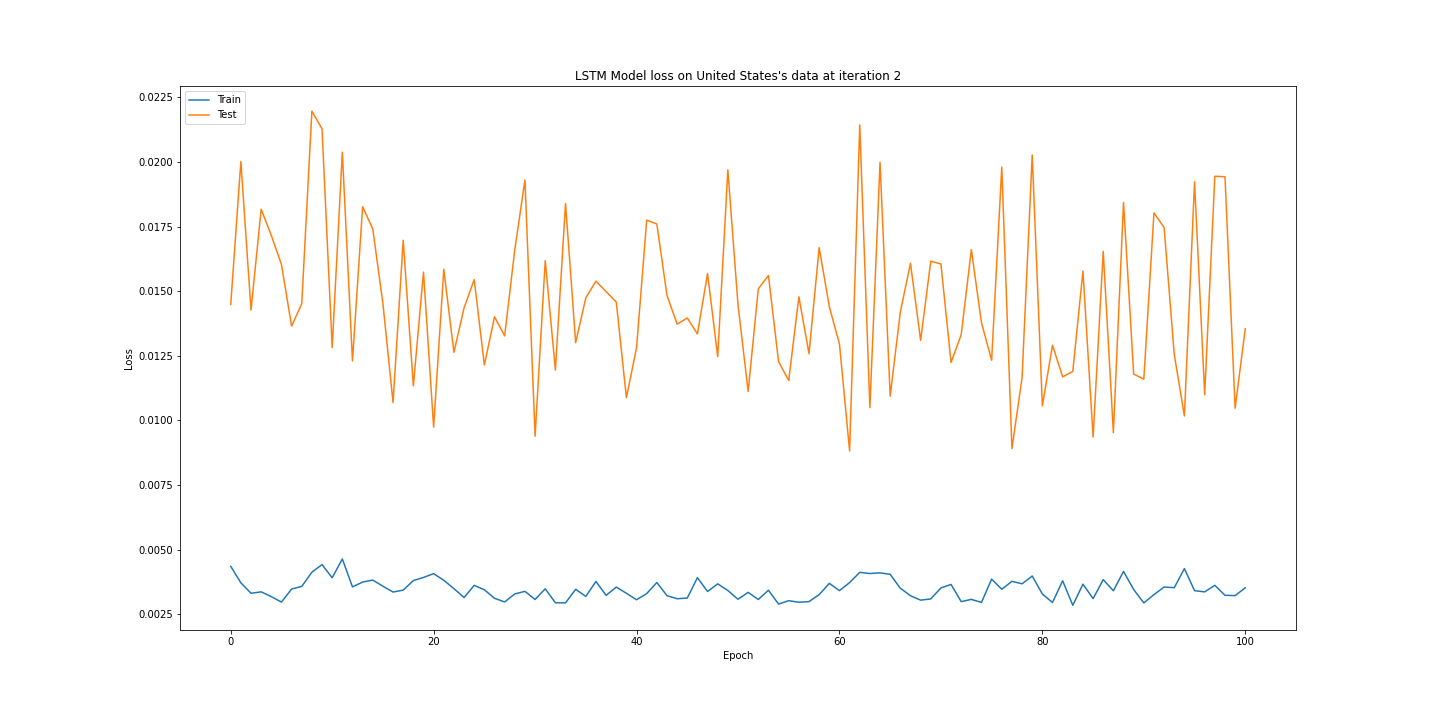 LSTM Model loss on United States's data at iteration 2
Train
Test
0.0225
0.0200
0.0175
0.0150
0.0125
0.0100
0.0075
0.0050
0.0025
Loss
0 20 40 60 80 100
Epoch